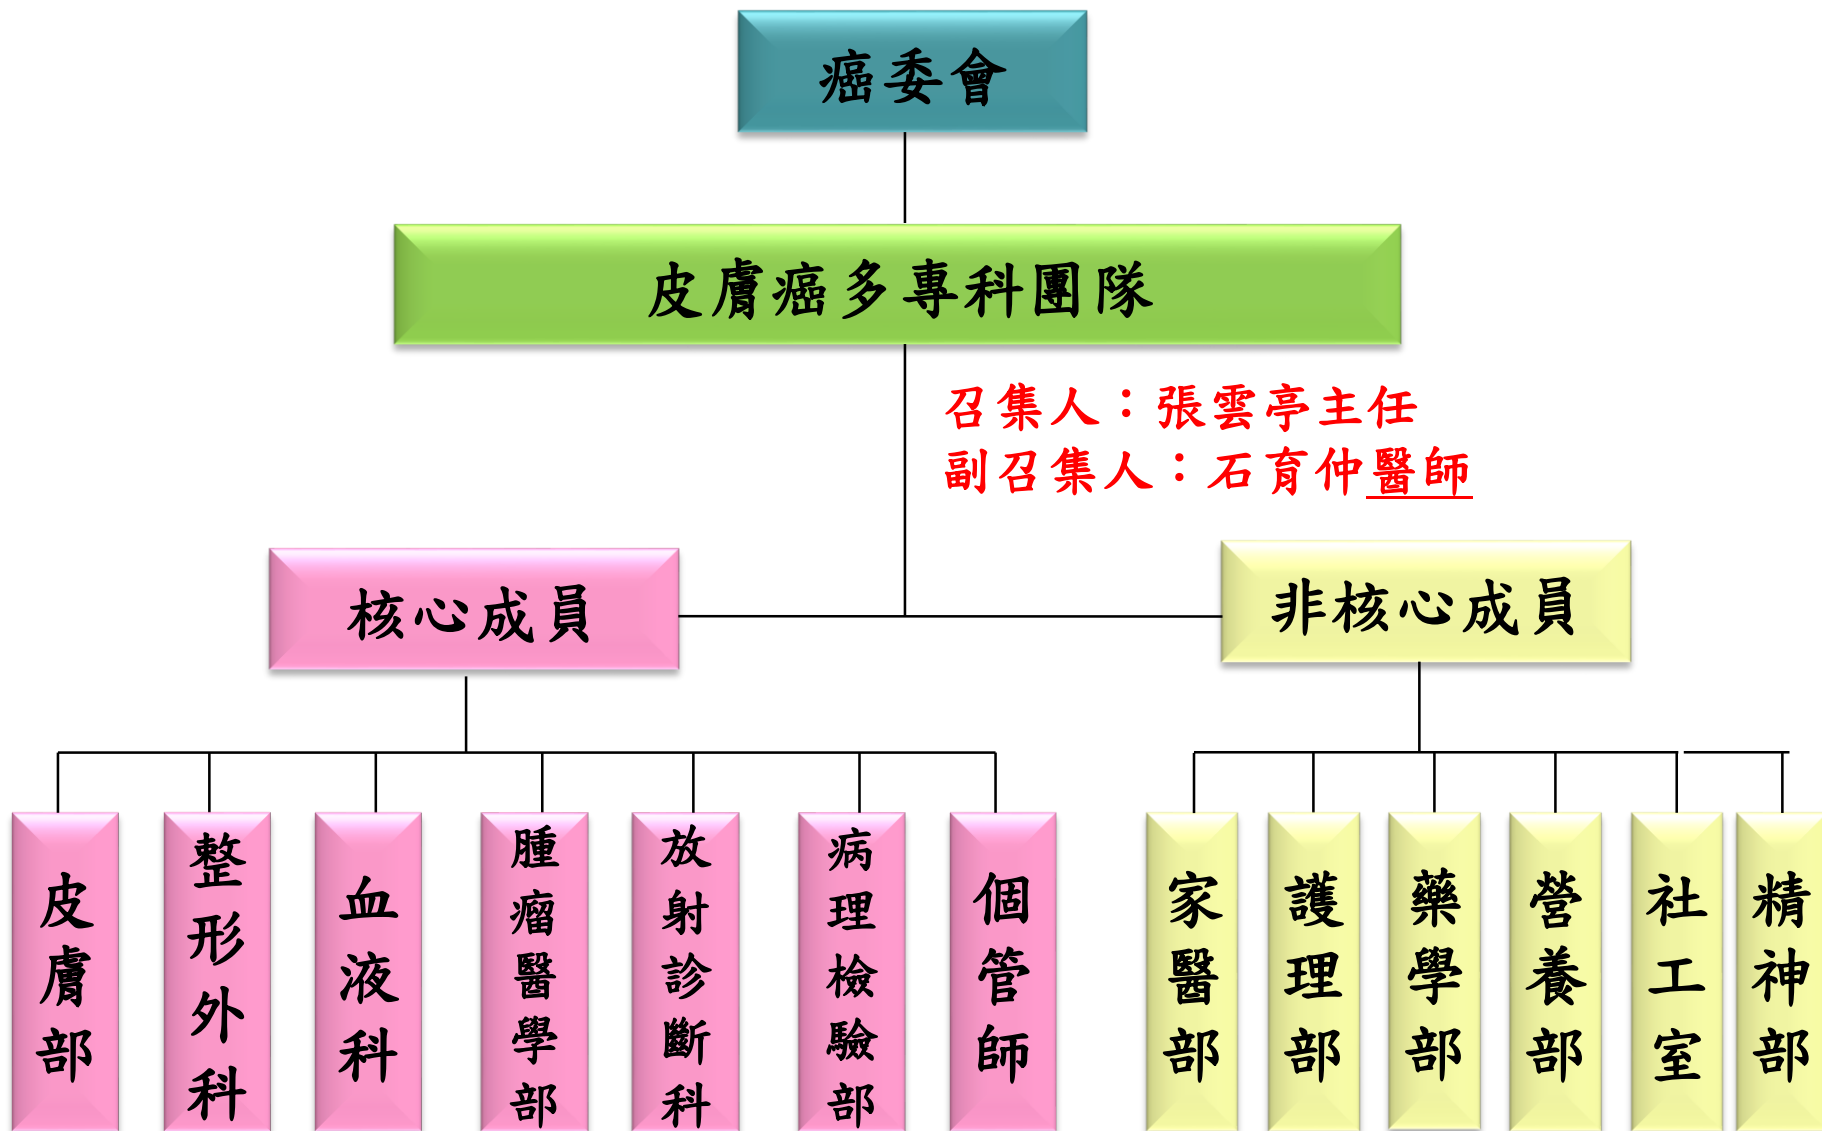 癌委會
皮膚癌多專科團隊
召集人：張雲亭主任
副召集人：石育仲醫師
核心成員
非核心成員
皮膚部
整形外科
血液科
腫瘤醫學部
放射診斷科
病理檢驗部
個管師
家醫部
護理部
藥學部
營養部
社工室
精神部